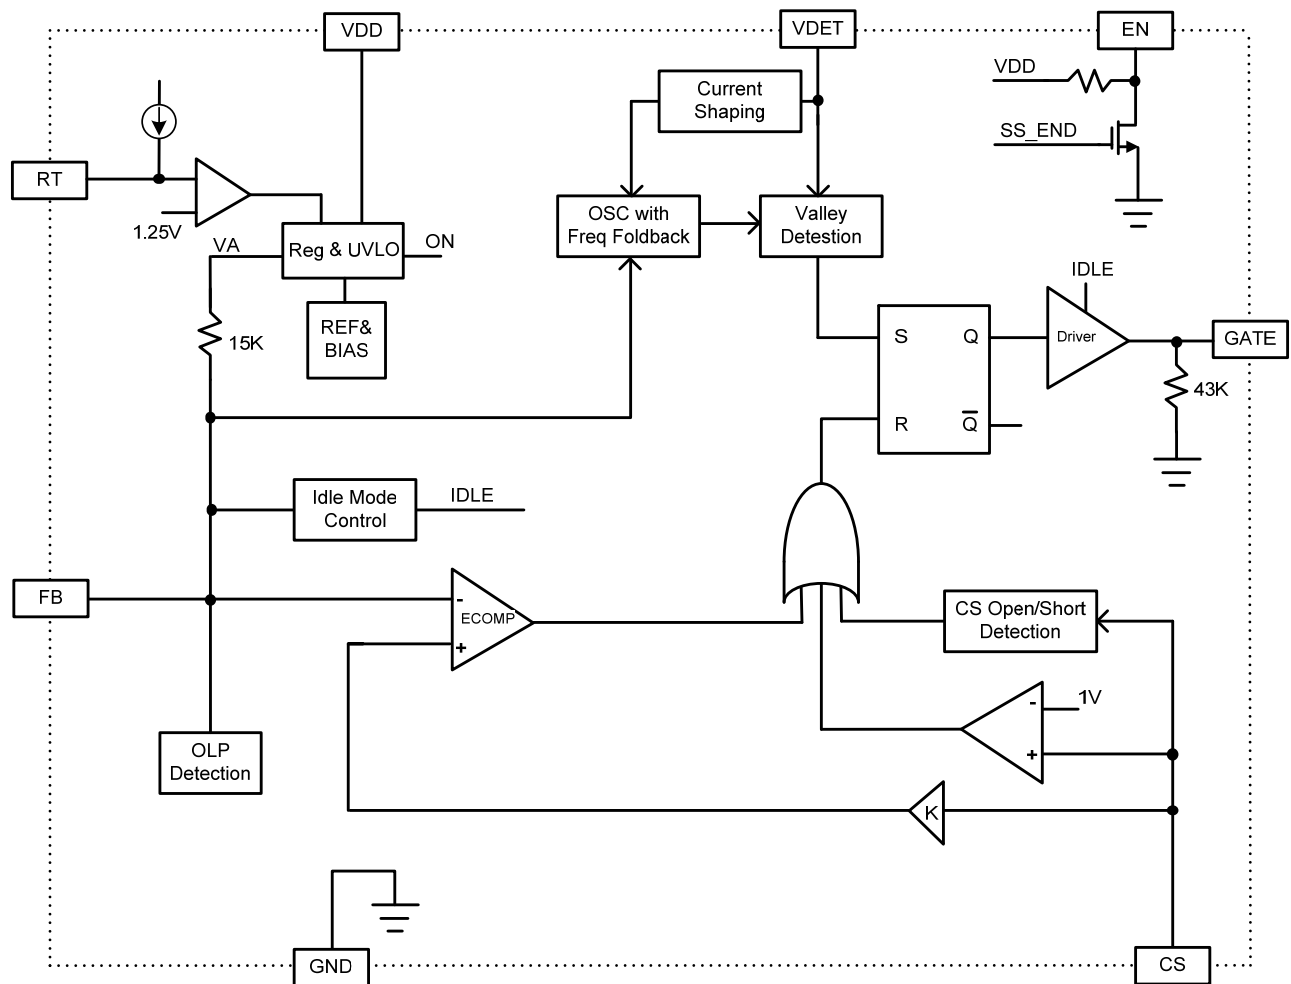 VDD
VDET
EN
Current
Shaping
VDD
SS_END
RT
1.25V
VA
Reg & UVLO
ON
OSC with
Freq Foldback
Valley
Detestion
IDLE
15K
REF&
BIAS
S
Q
Driver
GATE
43K
R
Q
Idle Mode
Control
IDLE
FB
-
ECOMP
+
CS Open/Short
Detection
-
1V
+
OLP
Detection
K
GND
CS